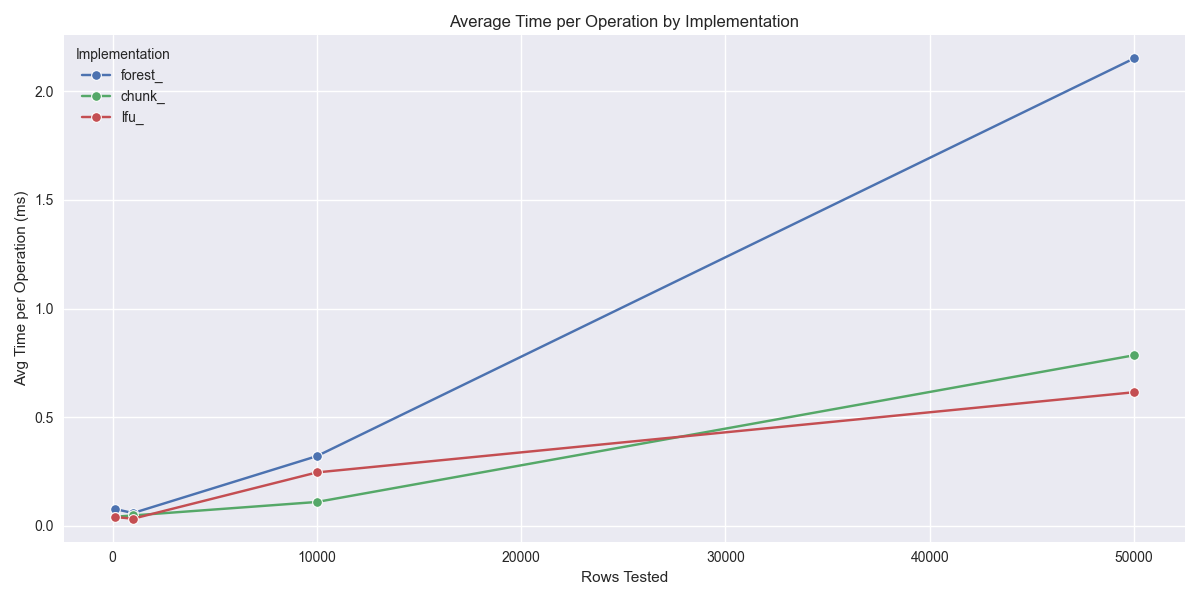 Average Time per Operation by Implementation
Implementation
forest_
chunk_
lfu_
Avg Time per Operation (ms)
2.0
1.5
1.0
0.5
0.0
0
10000
20000
30000
40000
50000
Rows Tested